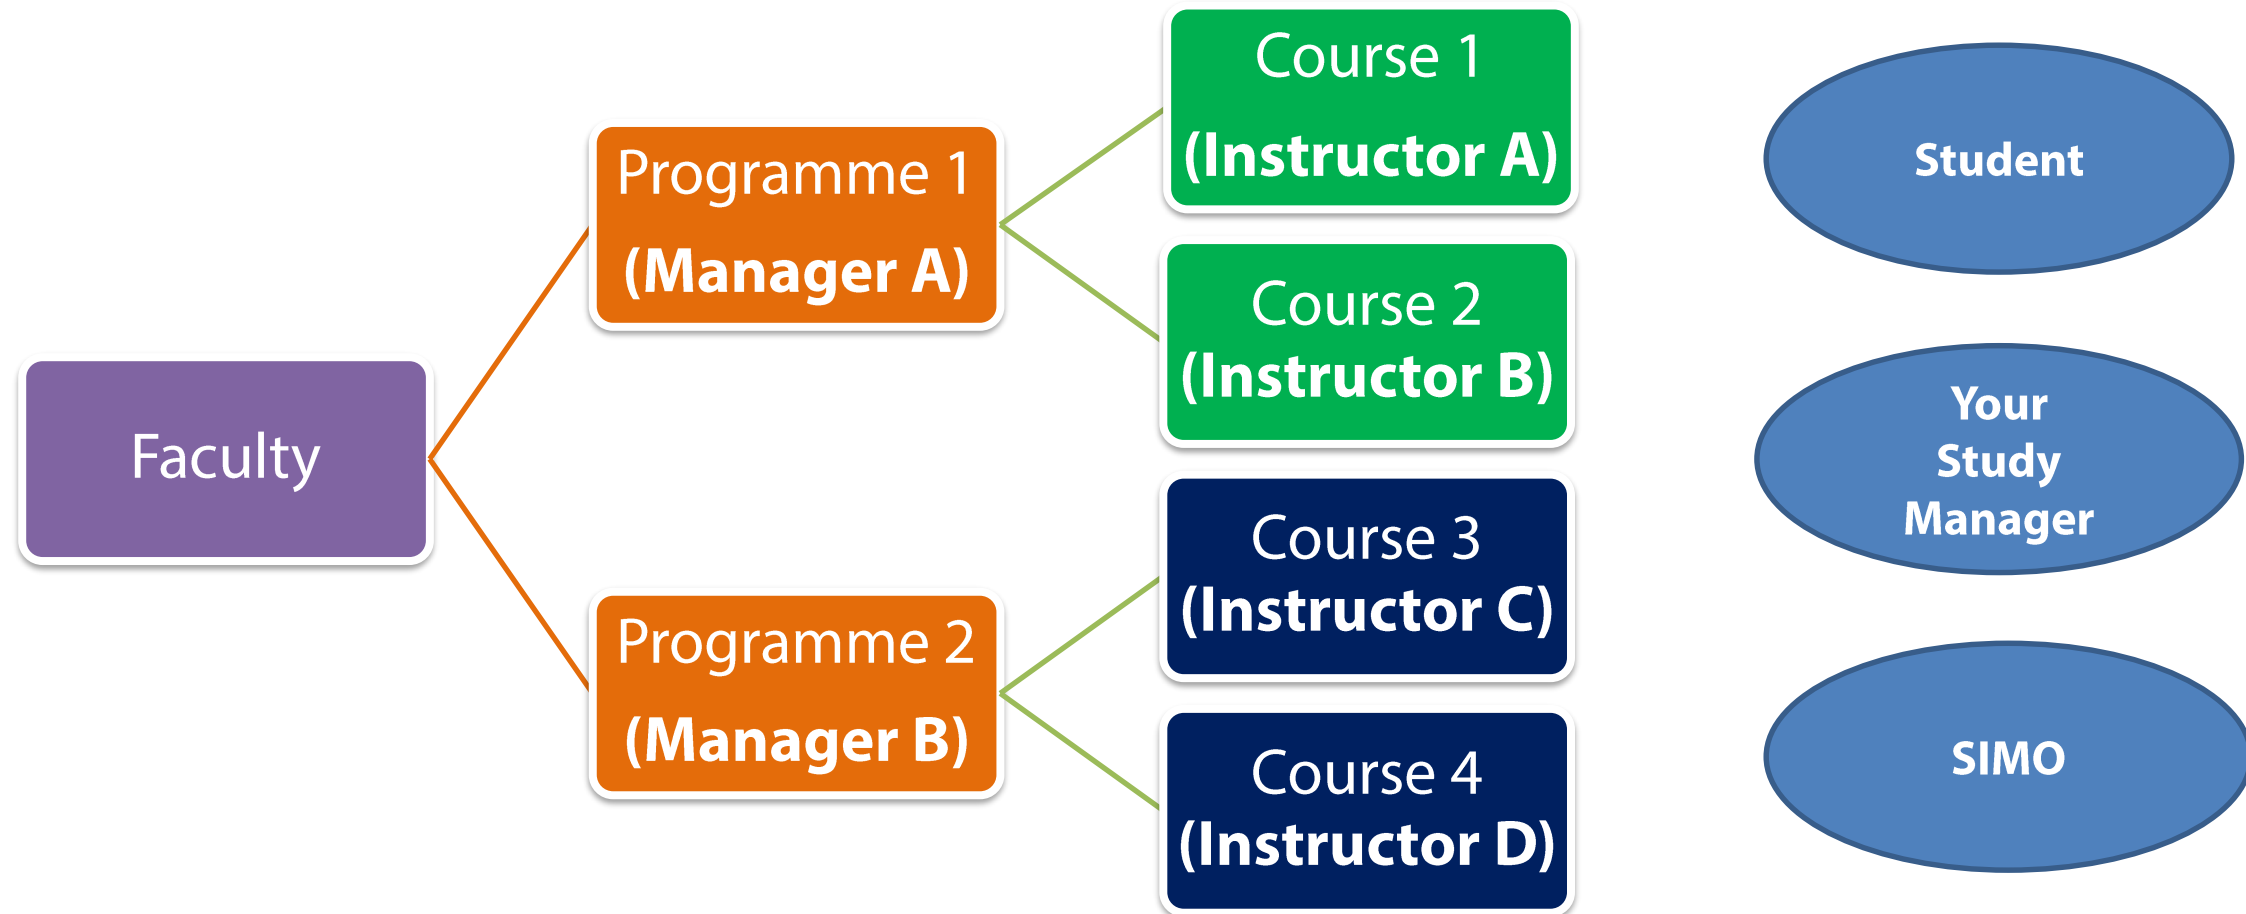 Faculty
Programme 1
(Manager A)
Programme 2
(Manager B)
Course 1
(Instructor A)
Course 2
(Instructor B)
Course 3
(Instructor C)
Course 4
(Instructor D)
Student
Your
Study
Manager
SIMO